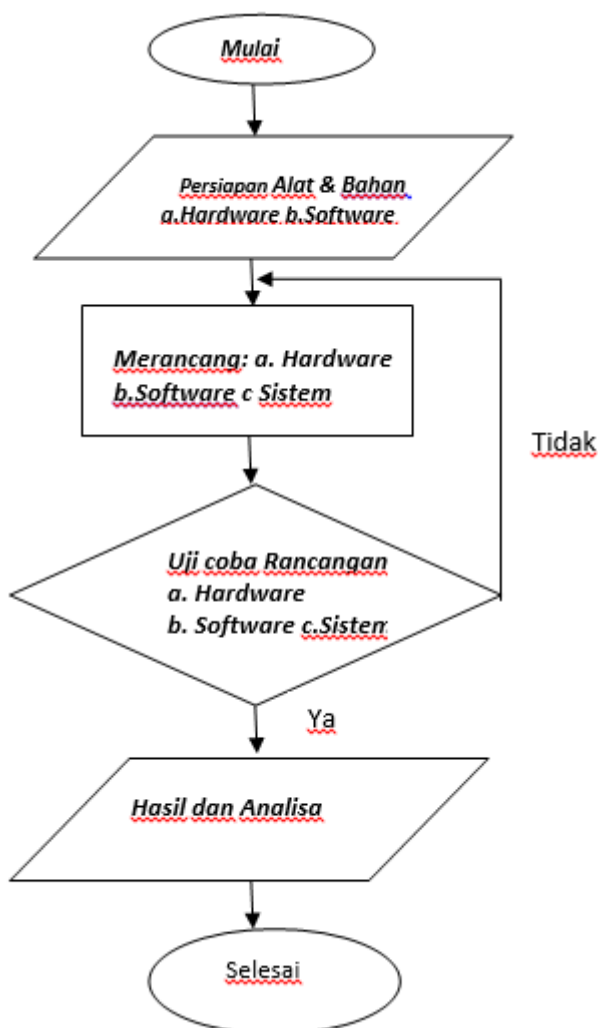 Mulai
Persiapan Alat & Bahan
a.Hardware b.Software
Merancang: a. Hardware
b.Software c Sistem
Tidak
Uji coba Rancangan
a. Hardware
b. Software c.Sistem
Ya
Hasil dan Analisa
Selesai